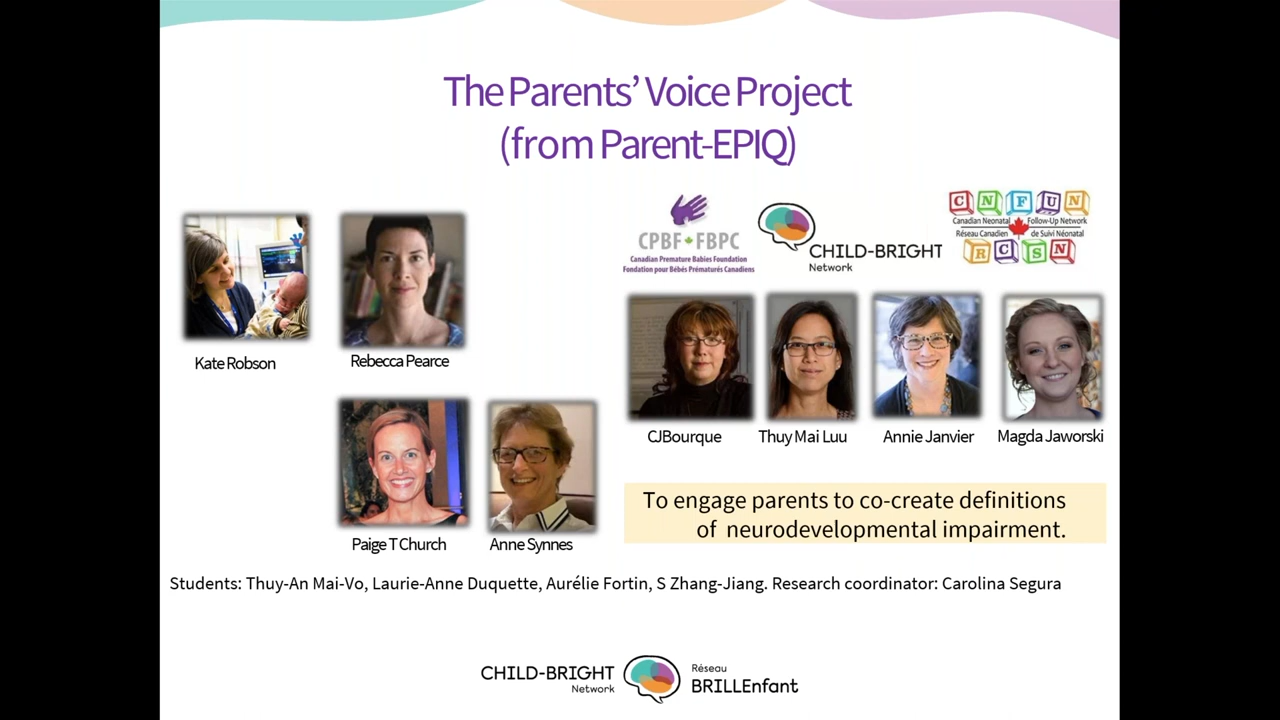 The Parents’ Voice Project
(from Parent-EPIQ)
CPBF FBPC
Canadian Premature Babies Foundation
Fondation pour Bébés Prématurés Canadiens
CHILD-BRIGHT
Network
CNFUN
Canadian Neonatal Follow-Up Network
Réseau Canadien de Suivi Néonatal
RCSN
Kate Robson
Rebecca Pearce
CJBourque
Thuy Mai Luu
Annie Janvier
Magda Jaworski
Paige T Church
Anne Synnes
To engage parents to co-create definitions
of neurodevelopmental impairment.
Students: Thuy-An Mai-Vo, Laurie-Anne Duquette, Aurélie Fortin, S Zhang-Jiang. Research coordinator: Carolina Segura
CHILD-BRIGHT
Network
Réseau
BRILLEnfant